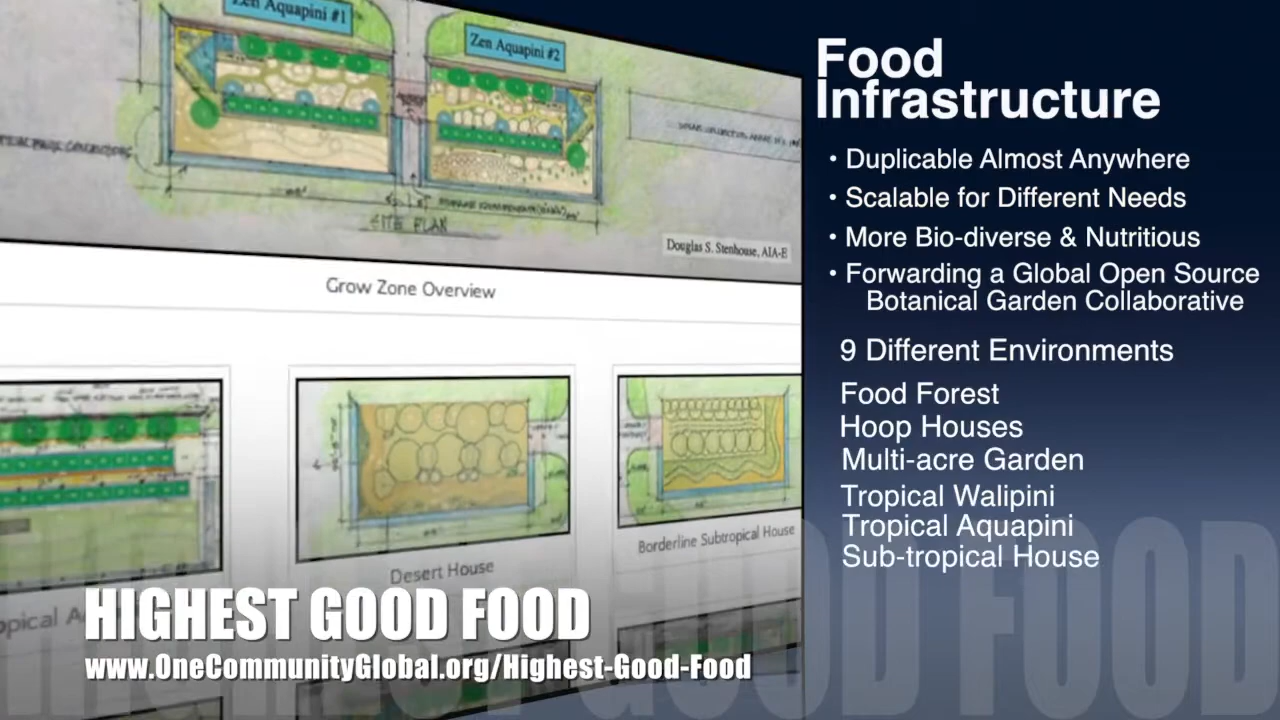 Zen Aquapini #1
Zen Aquapini #2
SITE PLAN
Douglas S. Stenhouse, AIA-E
Grow Zone Overview
Desert House
Borderline Subtropical House
HIGHEST GOOD FOOD
www.OneCommunityGlobal.org/Highest-Good-Food
Food
Infrastructure
• Duplicable Almost Anywhere
• Scalable for Different Needs
• More Bio-diverse & Nutritious
• Forwarding a Global Open Source
Botanical Garden Collaborative
9 Different Environments
Food Forest
Hoop Houses
Multi-acre Garden
Tropical Walipini
Tropical Aquapini
Sub-tropical House
HIGHEST GOOD FOOD